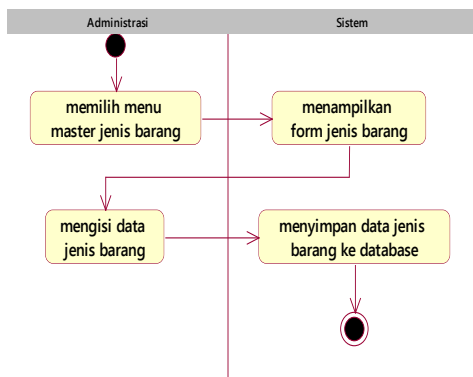 Administrasi
Sistem
memilih menu
master jenis barang
menampilkan
form jenis barang
mengisi data
jenis barang
menyimpan data jenis
barang ke database